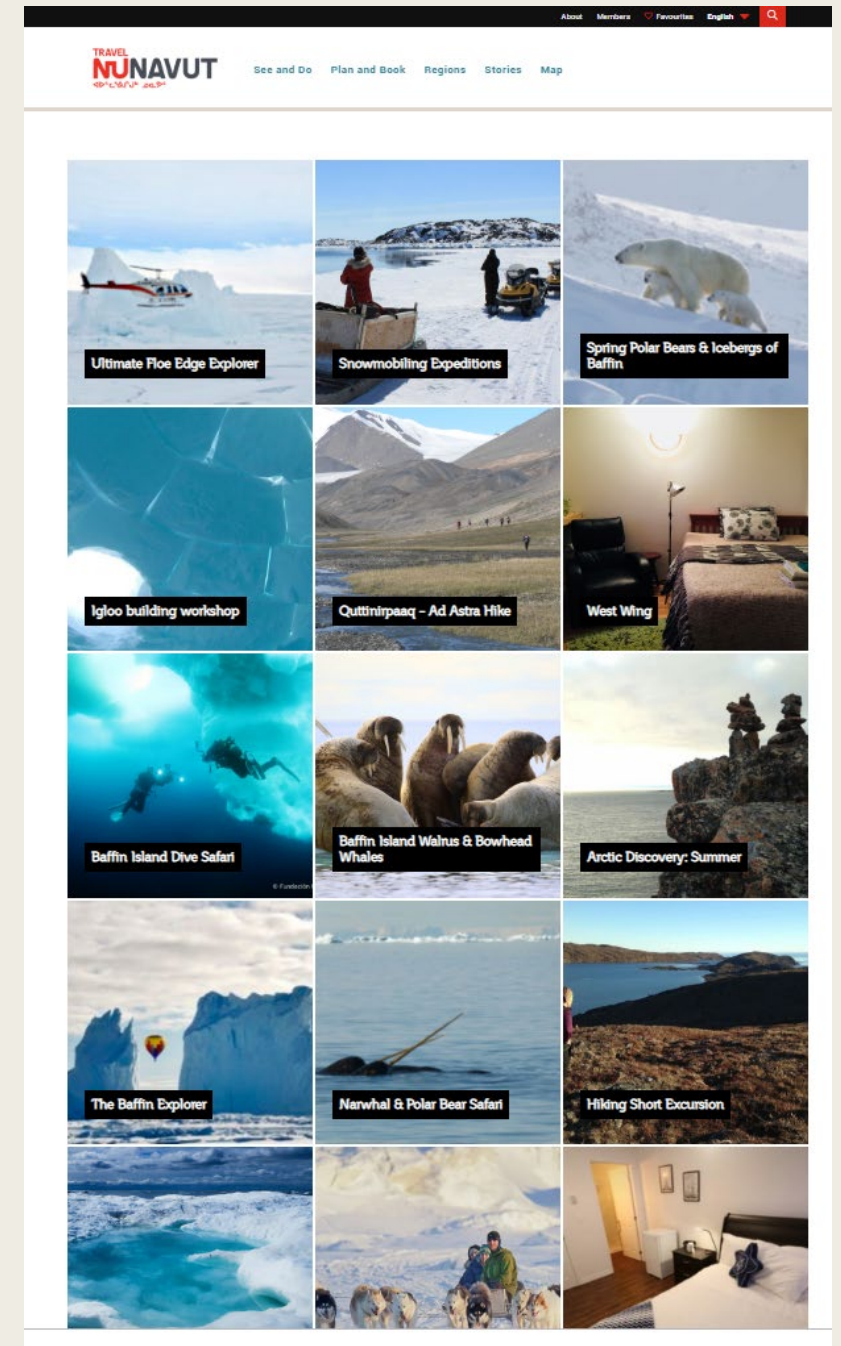 About Members Favourites English
TRAVEL
NUNAVUT
See and Do Plan and Book Regions Stories Map
Ultimate Floe Edge Explorer
Snowmobiling Expeditions
Spring Polar Bears & Icebergs of
Baffin
Igloo building workshop
Quttinirpaaq - Ad Astra Hike
West Wing
Baffin Island Dive Safari
© Fundación
Baffin Island Walrus & Bowhead
Whales
Arctic Discovery: Summer
The Baffin Explorer
Narwhal & Polar Bear Safari
Hiking Short Excursion